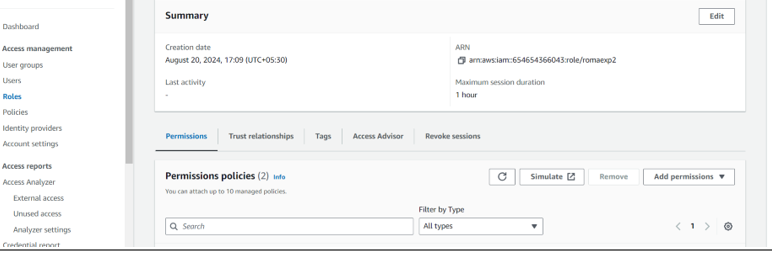 Dashboard
Access management
User groups
Users
Roles
Policies
Identity providers
Account settings
Access reports
Access Analyzer
External access
Unused access
Analyzer settings
Credential report
Summary
Edit
Creation date
August 20, 2024, 17:09 (UTC+05:30)
ARN
arn:aws:iam::654654366043:role/romaexp2
Last activity
-
Maximum session duration
1 hour
Permissions
Trust relationships
Tags
Access Advisor
Revoke sessions
Permissions policies (2) Info
You can attach up to 10 managed policies.
Simulate
Remove
Add permissions
Filter by Type
Search
All types
1